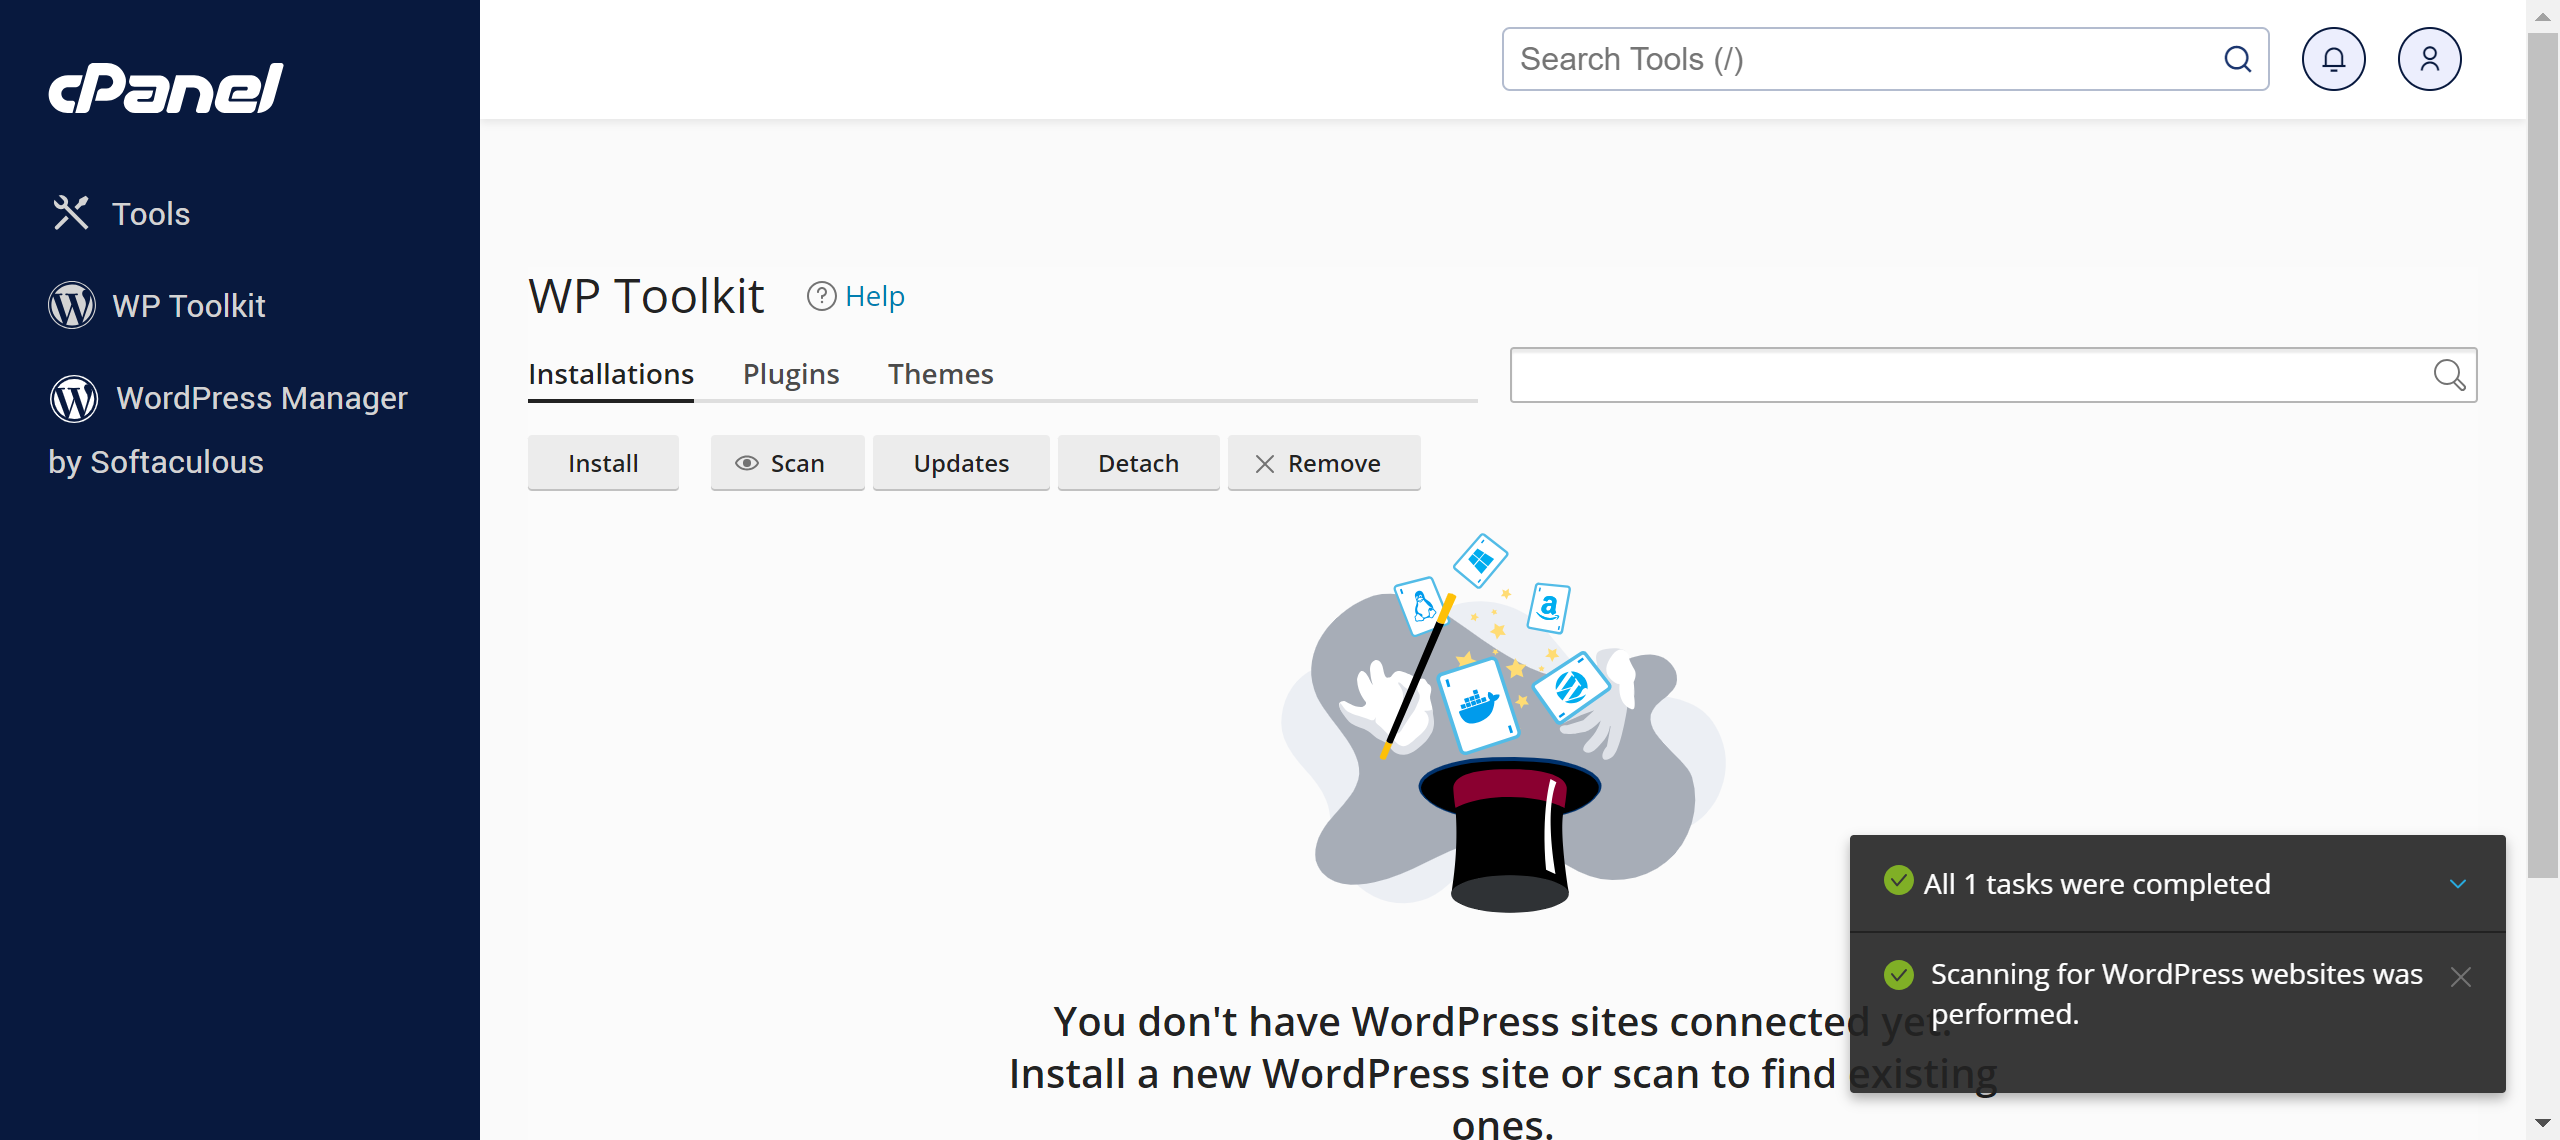 cPanel
Search Tools (/)
Tools
WP Toolkit
WordPress Manager
by Softaculous
WP Toolkit
Help
Installations
Plugins
Themes
Install
Scan
Updates
Detach
Remove
a
You don't have WordPress sites connected yet.
Install a new WordPress site or scan to find existing
ones.
All 1 tasks were completed
Scanning for WordPress websites was
performed.